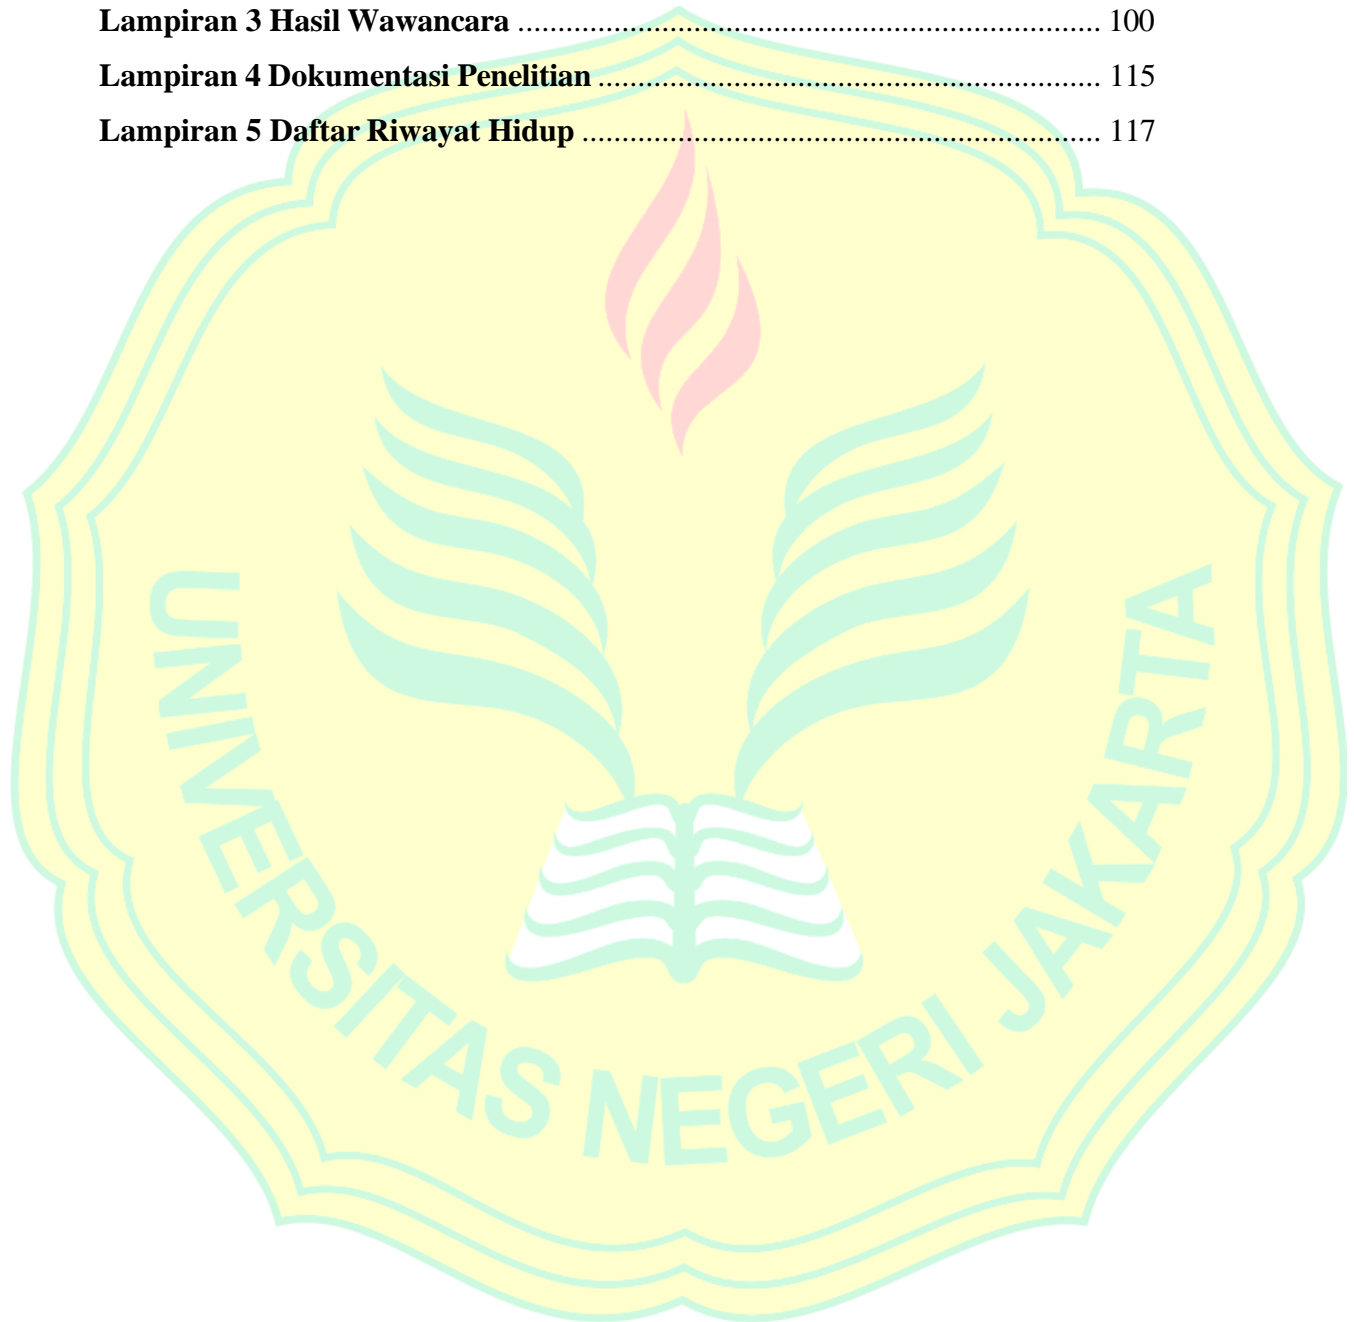 Lampiran 3 Hasil Wawancara ........................................................................... 100
Lampiran 4 Dokumentasi Penelitian ................................................................. 115
Lampiran 5 Daftar Riwayat Hidup ................................................................... 117
UNIVERSITAS NEGERI JAKARTA